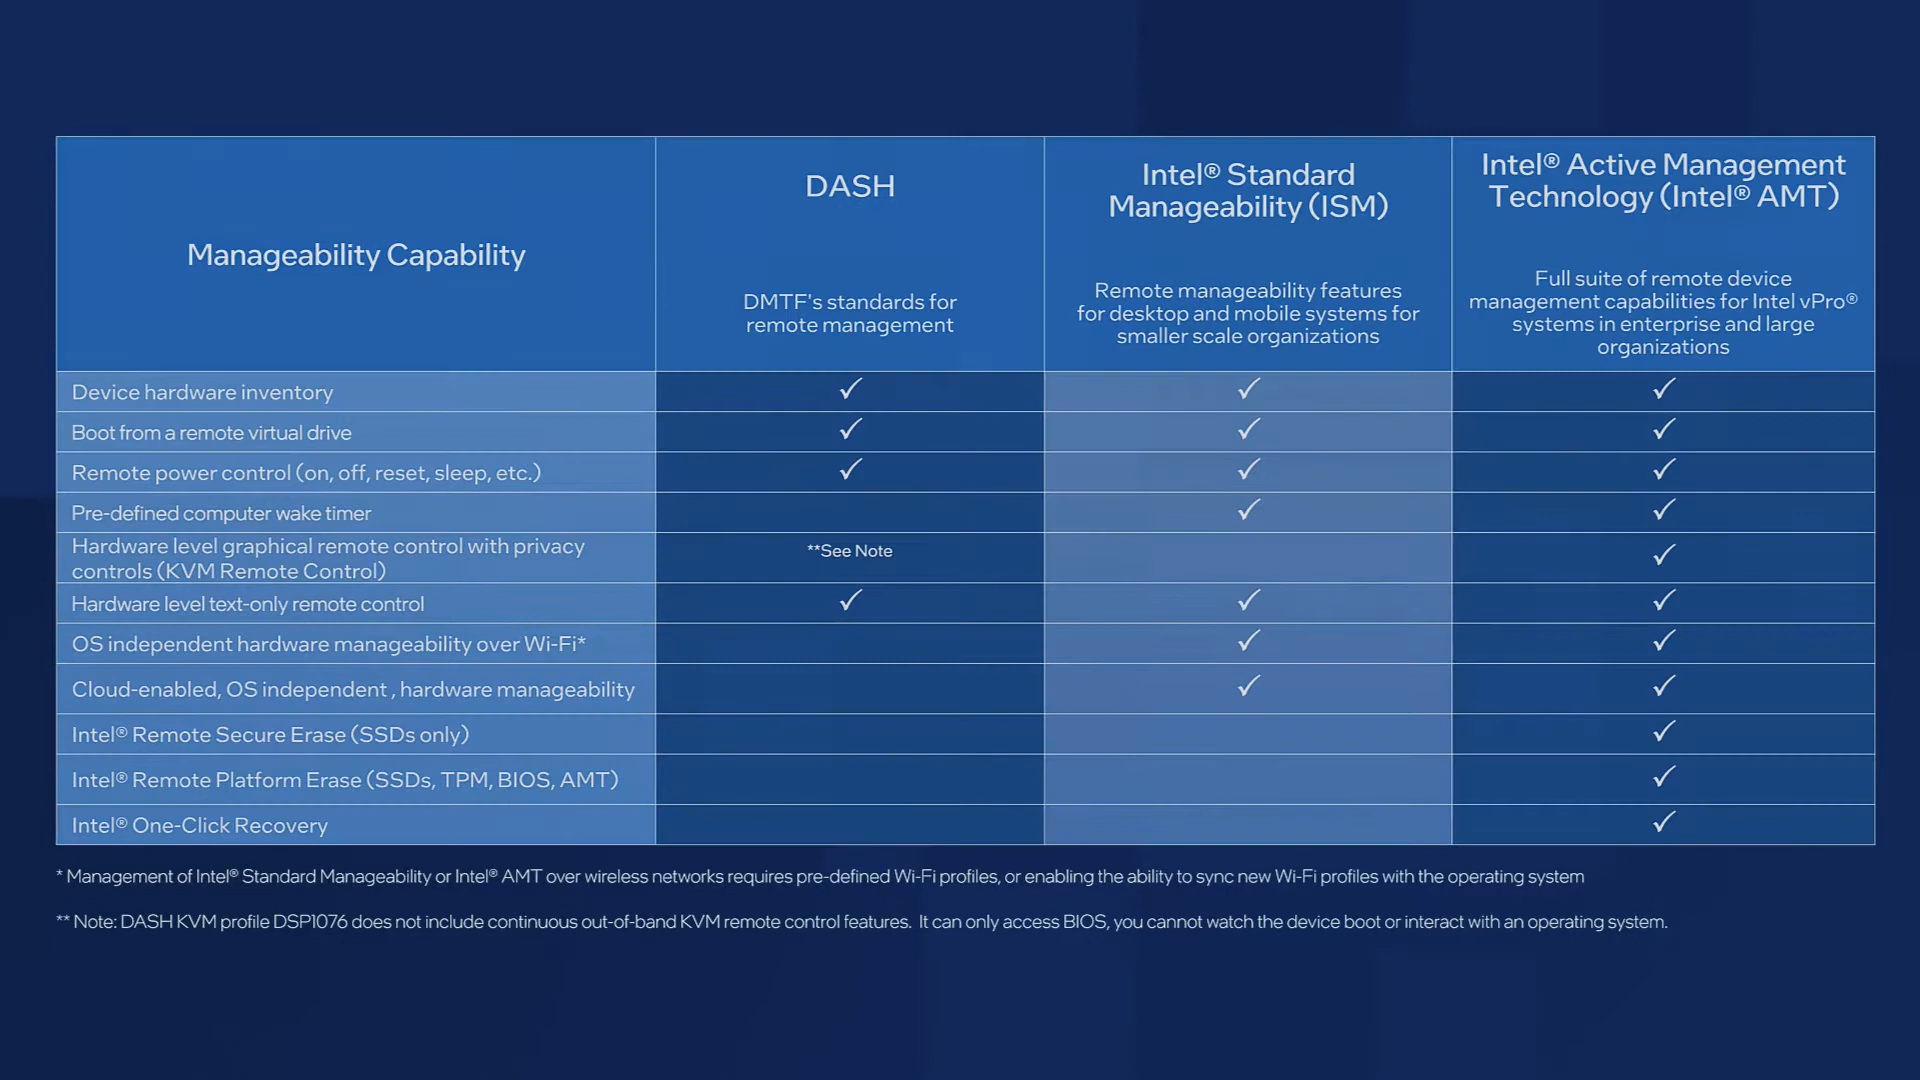 Manageability Capability
DASH
DMTF's standards for
remote management
Intel® Standard
Manageability (ISM)
Remote manageability features
for desktop and mobile systems for
smaller scale organizations
Intel® Active Management
Technology (Intel® AMT)
Full suite of remote device
management capabilities for Intel vPro®
systems in enterprise and large
organizations
Device hardware inventory ✓ ✓ ✓
Boot from a remote virtual drive ✓ ✓ ✓
Remote power control (on, off, reset, sleep, etc.) ✓ ✓ ✓
Pre-defined computer wake timer ✓ ✓
Hardware level graphical remote control with privacy
controls (KVM Remote Control)
**See Note ✓
Hardware level text-only remote control ✓ ✓ ✓
OS independent hardware manageability over Wi-Fi* ✓ ✓
Cloud-enabled, OS independent , hardware manageability ✓ ✓
Intel® Remote Secure Erase (SSDs only) ✓
Intel® Remote Platform Erase (SSDs, TPM, BIOS, AMT) ✓
Intel® One-Click Recovery ✓
* Management of Intel® Standard Manageability or Intel® AMT over wireless networks requires pre-defined Wi-Fi profiles, or enabling the ability to sync new Wi-Fi profiles with the operating system
** Note: DASH KVM profile DSP1076 does not include continuous out-of-band KVM remote control features. It can only access BIOS, you cannot watch the device boot or interact with an operating system.